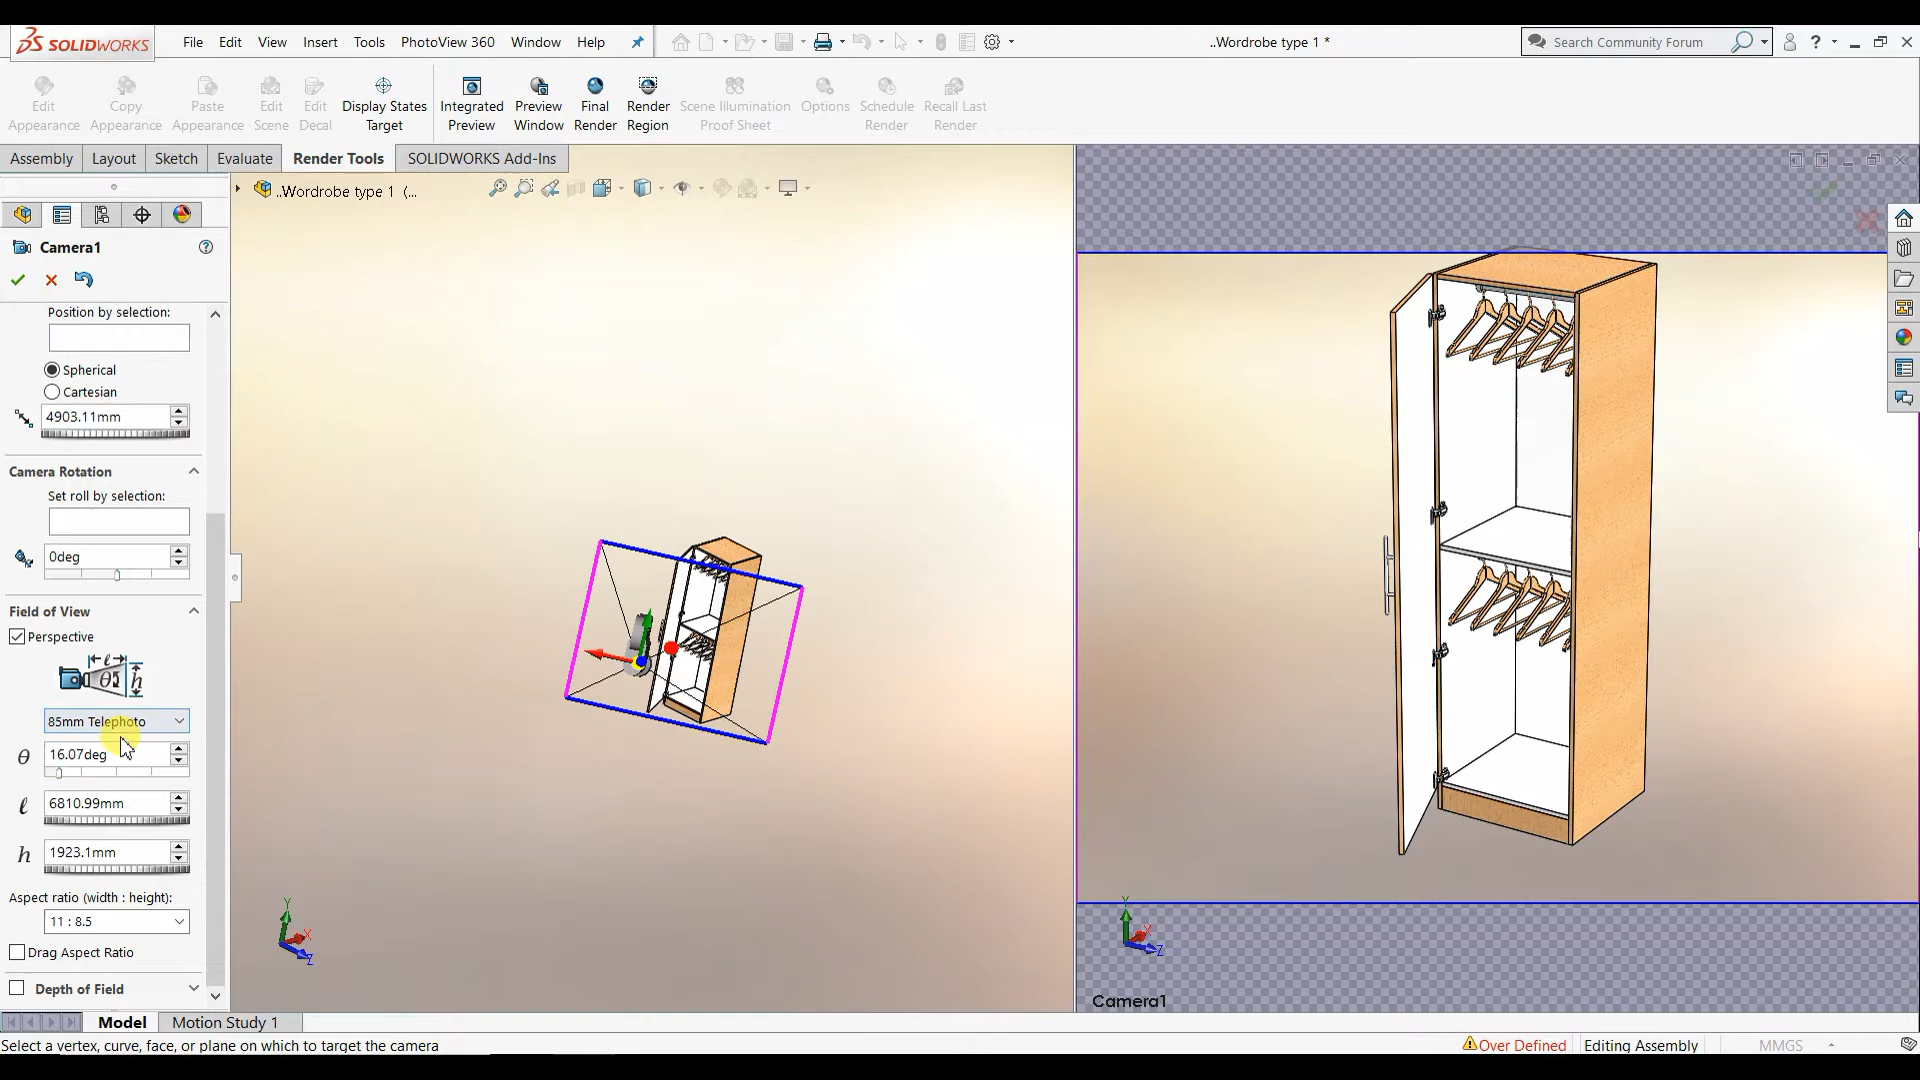 SOLIDWORKS File Edit View Insert Tools PhotoView 360 Window Help ..Wordrobe type 1 * Search Community Forum ?
Edit Appearance
Copy Appearance
Paste Appearance
Edit Scene
Edit Decal
Display States Target
Integrated Preview
Preview Window
Final Render
Render Region
Scene Illumination Proof Sheet
Options
Schedule Render
Recall Last Render
Assembly Layout Sketch Evaluate Render Tools SOLIDWORKS Add-Ins
..Wordrobe type 1 (...
Camera1
Position by selection:
Spherical
Cartesian
4903.11mm
Camera Rotation
Set roll by selection:
0deg
Field of View
Perspective
ℓ θ h
85mm Telephoto
θ 16.07deg
ℓ 6810.99mm
h 1923.1mm
Aspect ratio (width : height):
11 : 8.5
Drag Aspect Ratio
Depth of Field
Y X Z
Y X Z
Camera1
Model Motion Study 1
Select a vertex, curve, face, or plane on which to target the camera Over Defined Editing Assembly MMGS